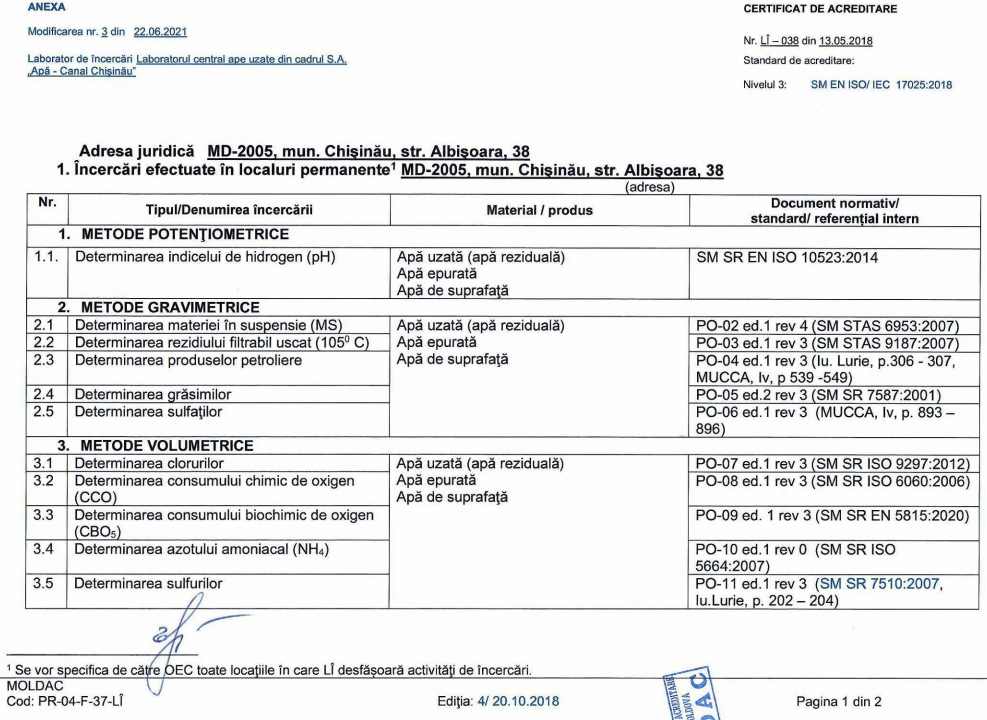 ANEXA
CERTIFICAT DE ACREDITARE
Modificarea nr. 3 din 22.06.2021
Nr. LÎ – 038 din 13.05.2018
Laborator de încercări Laboratorul central ape uzate din cadrul S.A.
„Apă - Canal Chișinău"
Standard de acreditare:
Nivelul 3: SM EN ISO/ IEC 17025:2018
Adresa juridică MD-2005, mun. Chișinău, str. Albișoara, 38
1. Încercări efectuate în localuri permanente¹ MD-2005, mun. Chișinău, str. Albișoara, 38
(adresa)
Nr. Tipul/Denumirea încercării Material / produs Document normativ/
standard/ referențial intern
1. METODE POTENŢIOMETRICE
1.1. Determinarea indicelui de hidrogen (pH) Apă uzată (apă reziduală) SM SR EN ISO 10523:2014
Apă epurată
Apă de suprafață
2. METODE GRAVIMETRICE
2.1 Determinarea materiei în suspensie (MS) Apă uzată (apă reziduală) PO-02 ed.1 rev 4 (SM STAS 6953:2007)
2.2 Determinarea rezidiului filtrabil uscat (105⁰ C) Apă epurată PO-03 ed.1 rev 3 (SM STAS 9187:2007)
2.3 Determinarea produselor petroliere Apă de suprafață PO-04 ed.1 rev 3 (Iu. Lurie, p.306 - 307,
MUCCA, Iv, p 539 -549)
2.4 Determinarea grăsimilor PO-05 ed.2 rev 3 (SM SR 7587:2001)
2.5 Determinarea sulfaţilor PO-06 ed.1 rev 3 (MUCCA, Iv, p. 893 –
896)
3. METODE VOLUMETRICE
3.1 Determinarea clorurilor Apă uzată (apă reziduală) PO-07 ed.1 rev 3 (SM SR ISO 9297:2012)
3.2 Determinarea consumului chimic de oxigen Apă epurată PO-08 ed.1 rev 3 (SM SR ISO 6060:2006)
(CCO) Apă de suprafață
3.3 Determinarea consumului biochimic de oxigen PO-09 ed. 1 rev 3 (SM SR EN 5815:2020)
(CBO₅)
3.4 Determinarea azotului amoniacal (NH₄) PO-10 ed.1 rev 0 (SM SR ISO
5664:2007)
3.5 Determinarea sulfurilor PO-11 ed.1 rev 3 (SM SR 7510:2007,
Iu.Lurie, p. 202 – 204)
¹ Se vor specifica de către OEC toate locațiile în care LÎ desfășoară activități de încercări.
MOLDAC
Cod: PR-04-F-37-LÎ Ediția: 4/ 20.10.2018 Pagina 1 din 2